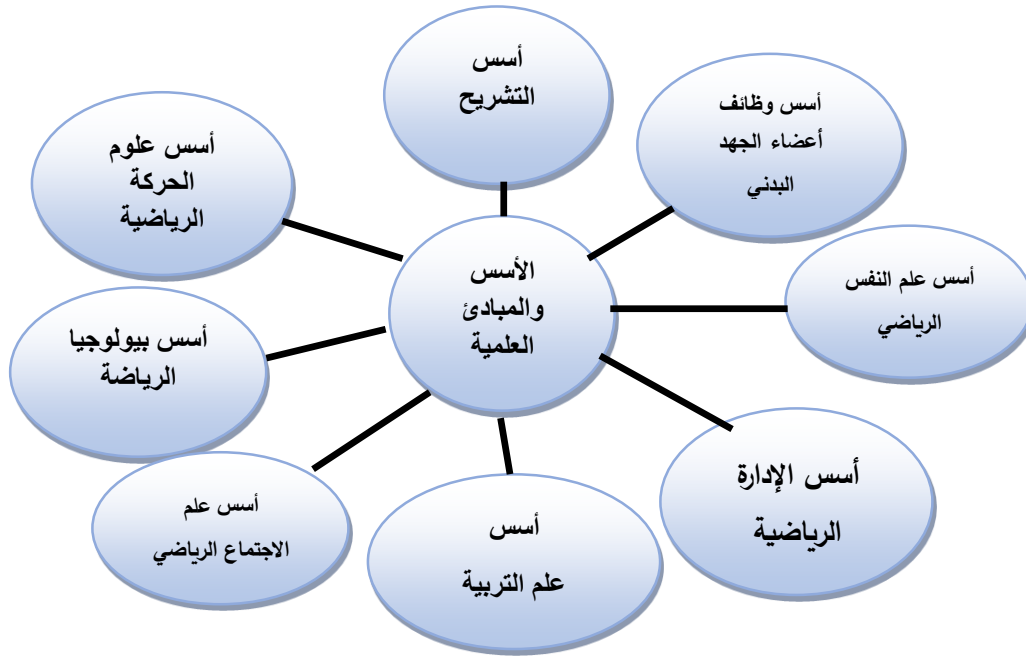 أسس
التشريح
أسس وظائف
أعضاء الجهد
البدني
أسس علوم
الحركة
الرياضية
الأسس
والمبادئ
العلمية
أسس علم النفس
الرياضي
أسس بيولوجيا
الرياضة
أسس الإدارة
الرياضية
أسس علم
الاجتماع الرياضي
أسس
علم التربية